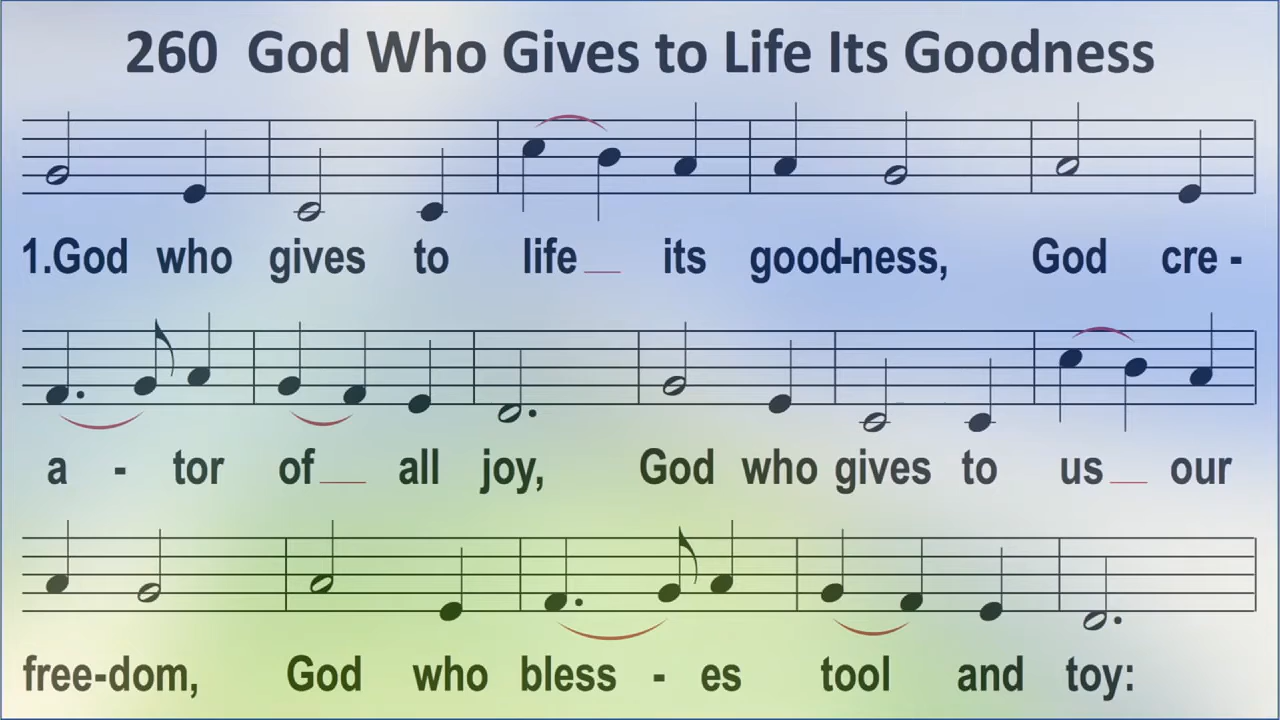 260 God Who Gives to Life Its Goodness
1.God who gives to life its good-ness, God cre -
a - tor of all joy, God who gives to us our
free-dom, God who bless - es tool and toy: